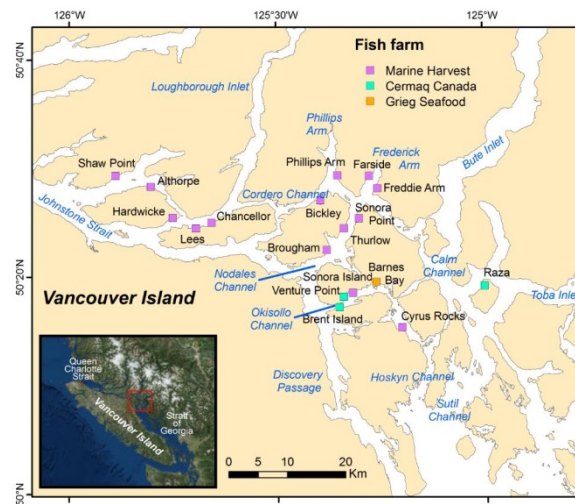 126°W
125°30'W
125°W
50°40'N
50°20'N
50°N
Fish farm
Marine Harvest
Cermaq Canada
Grieg Seafood
Loughborough Inlet
Phillips
Arm
Frederick
Arm
Bute Inlet
Phillips Arm
Farside
Shaw Point
Althorpe
Cordero Channel
Freddie Arm
Johnstone Strait
Hardwicke
Chancellor
Lees
Bickley
Sonora
Point
Thurlow
Brougham
Nodales
Channel
Calm
Channel
Raza
Toba Inlet
Vancouver Island
Sonora Island
Barnes
Bay
Venture Point
Okisollo
Channel
Brent Island
Cyrus Rocks
Discovery
Passage
Hoskyn Channel
Sutil
Channel
Queen
Charlotte
Strait
Vancouver Island
Strait
of
Georgia
0 5 10 20
Km